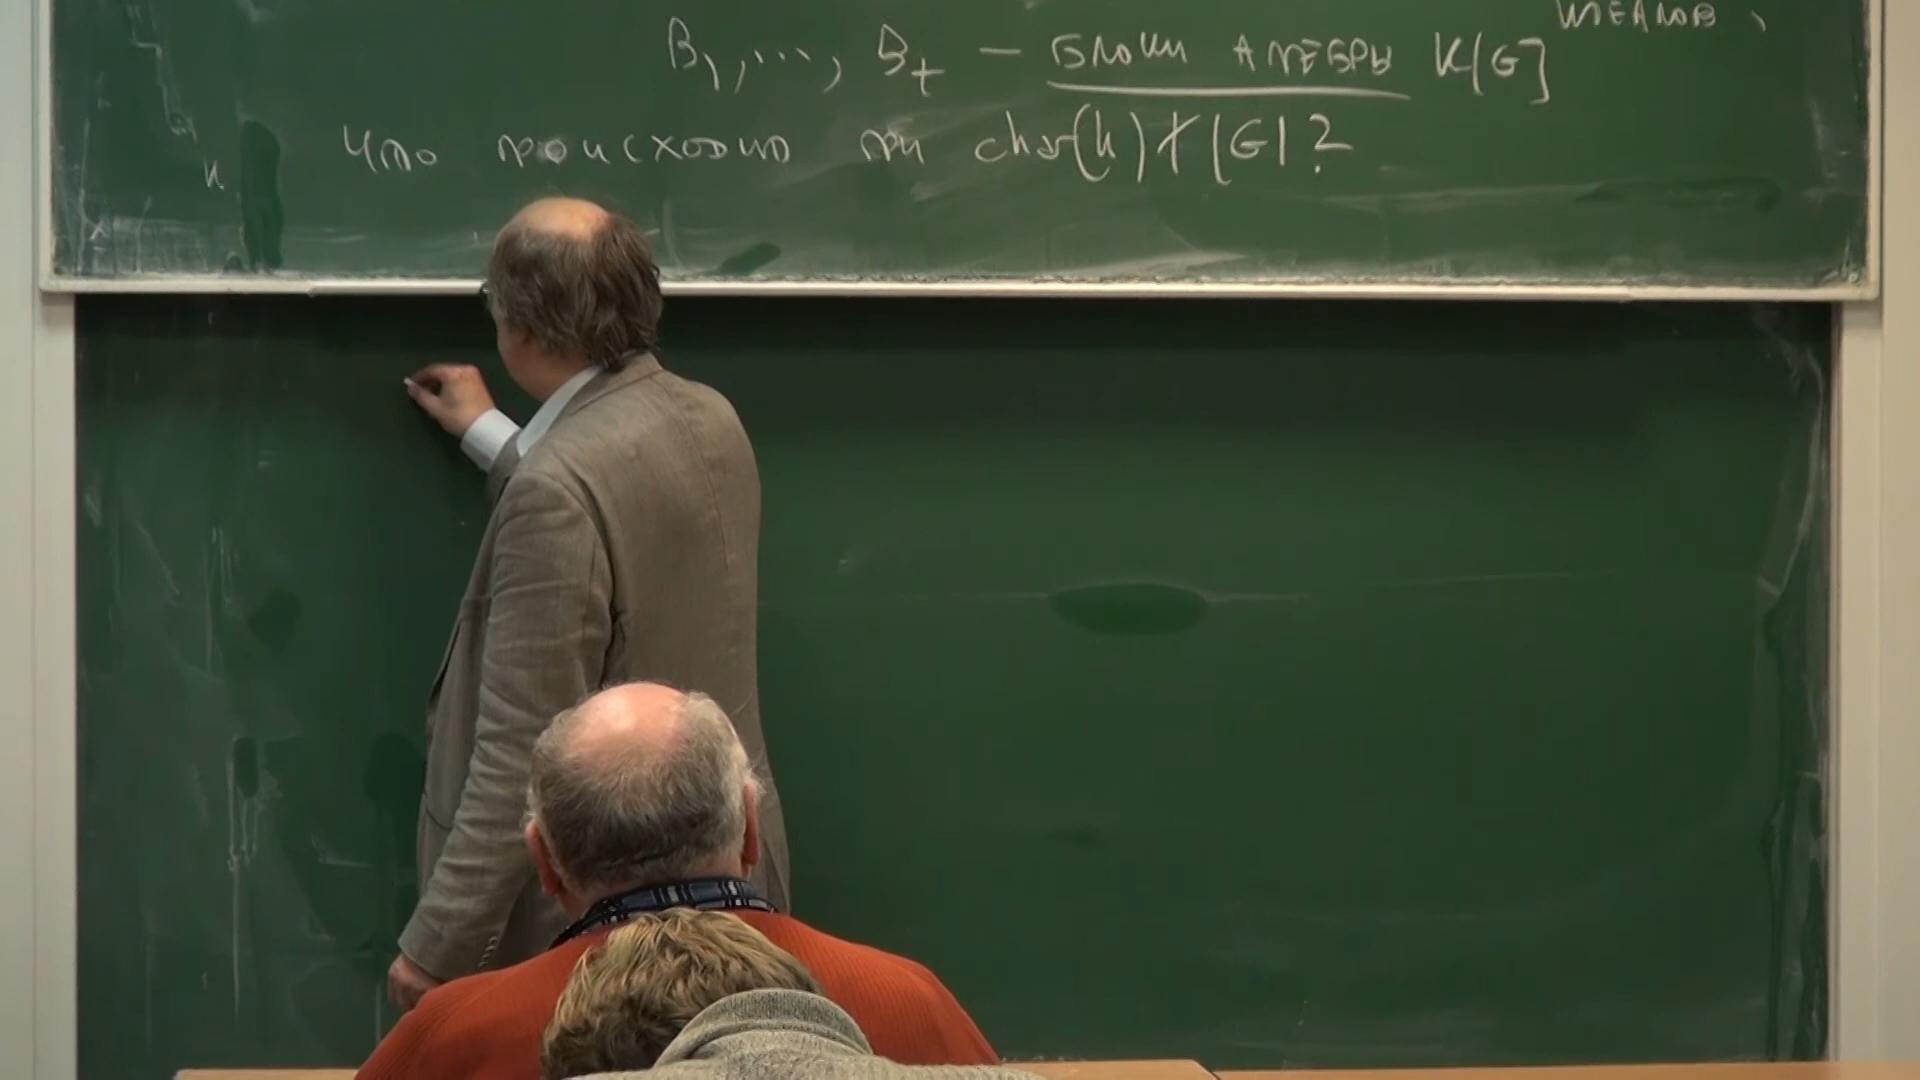 идеалов,
B₁, ..., Bₜ — блоки алгебры K[G]
Что происходит при char(k) ∤ |G|?
к